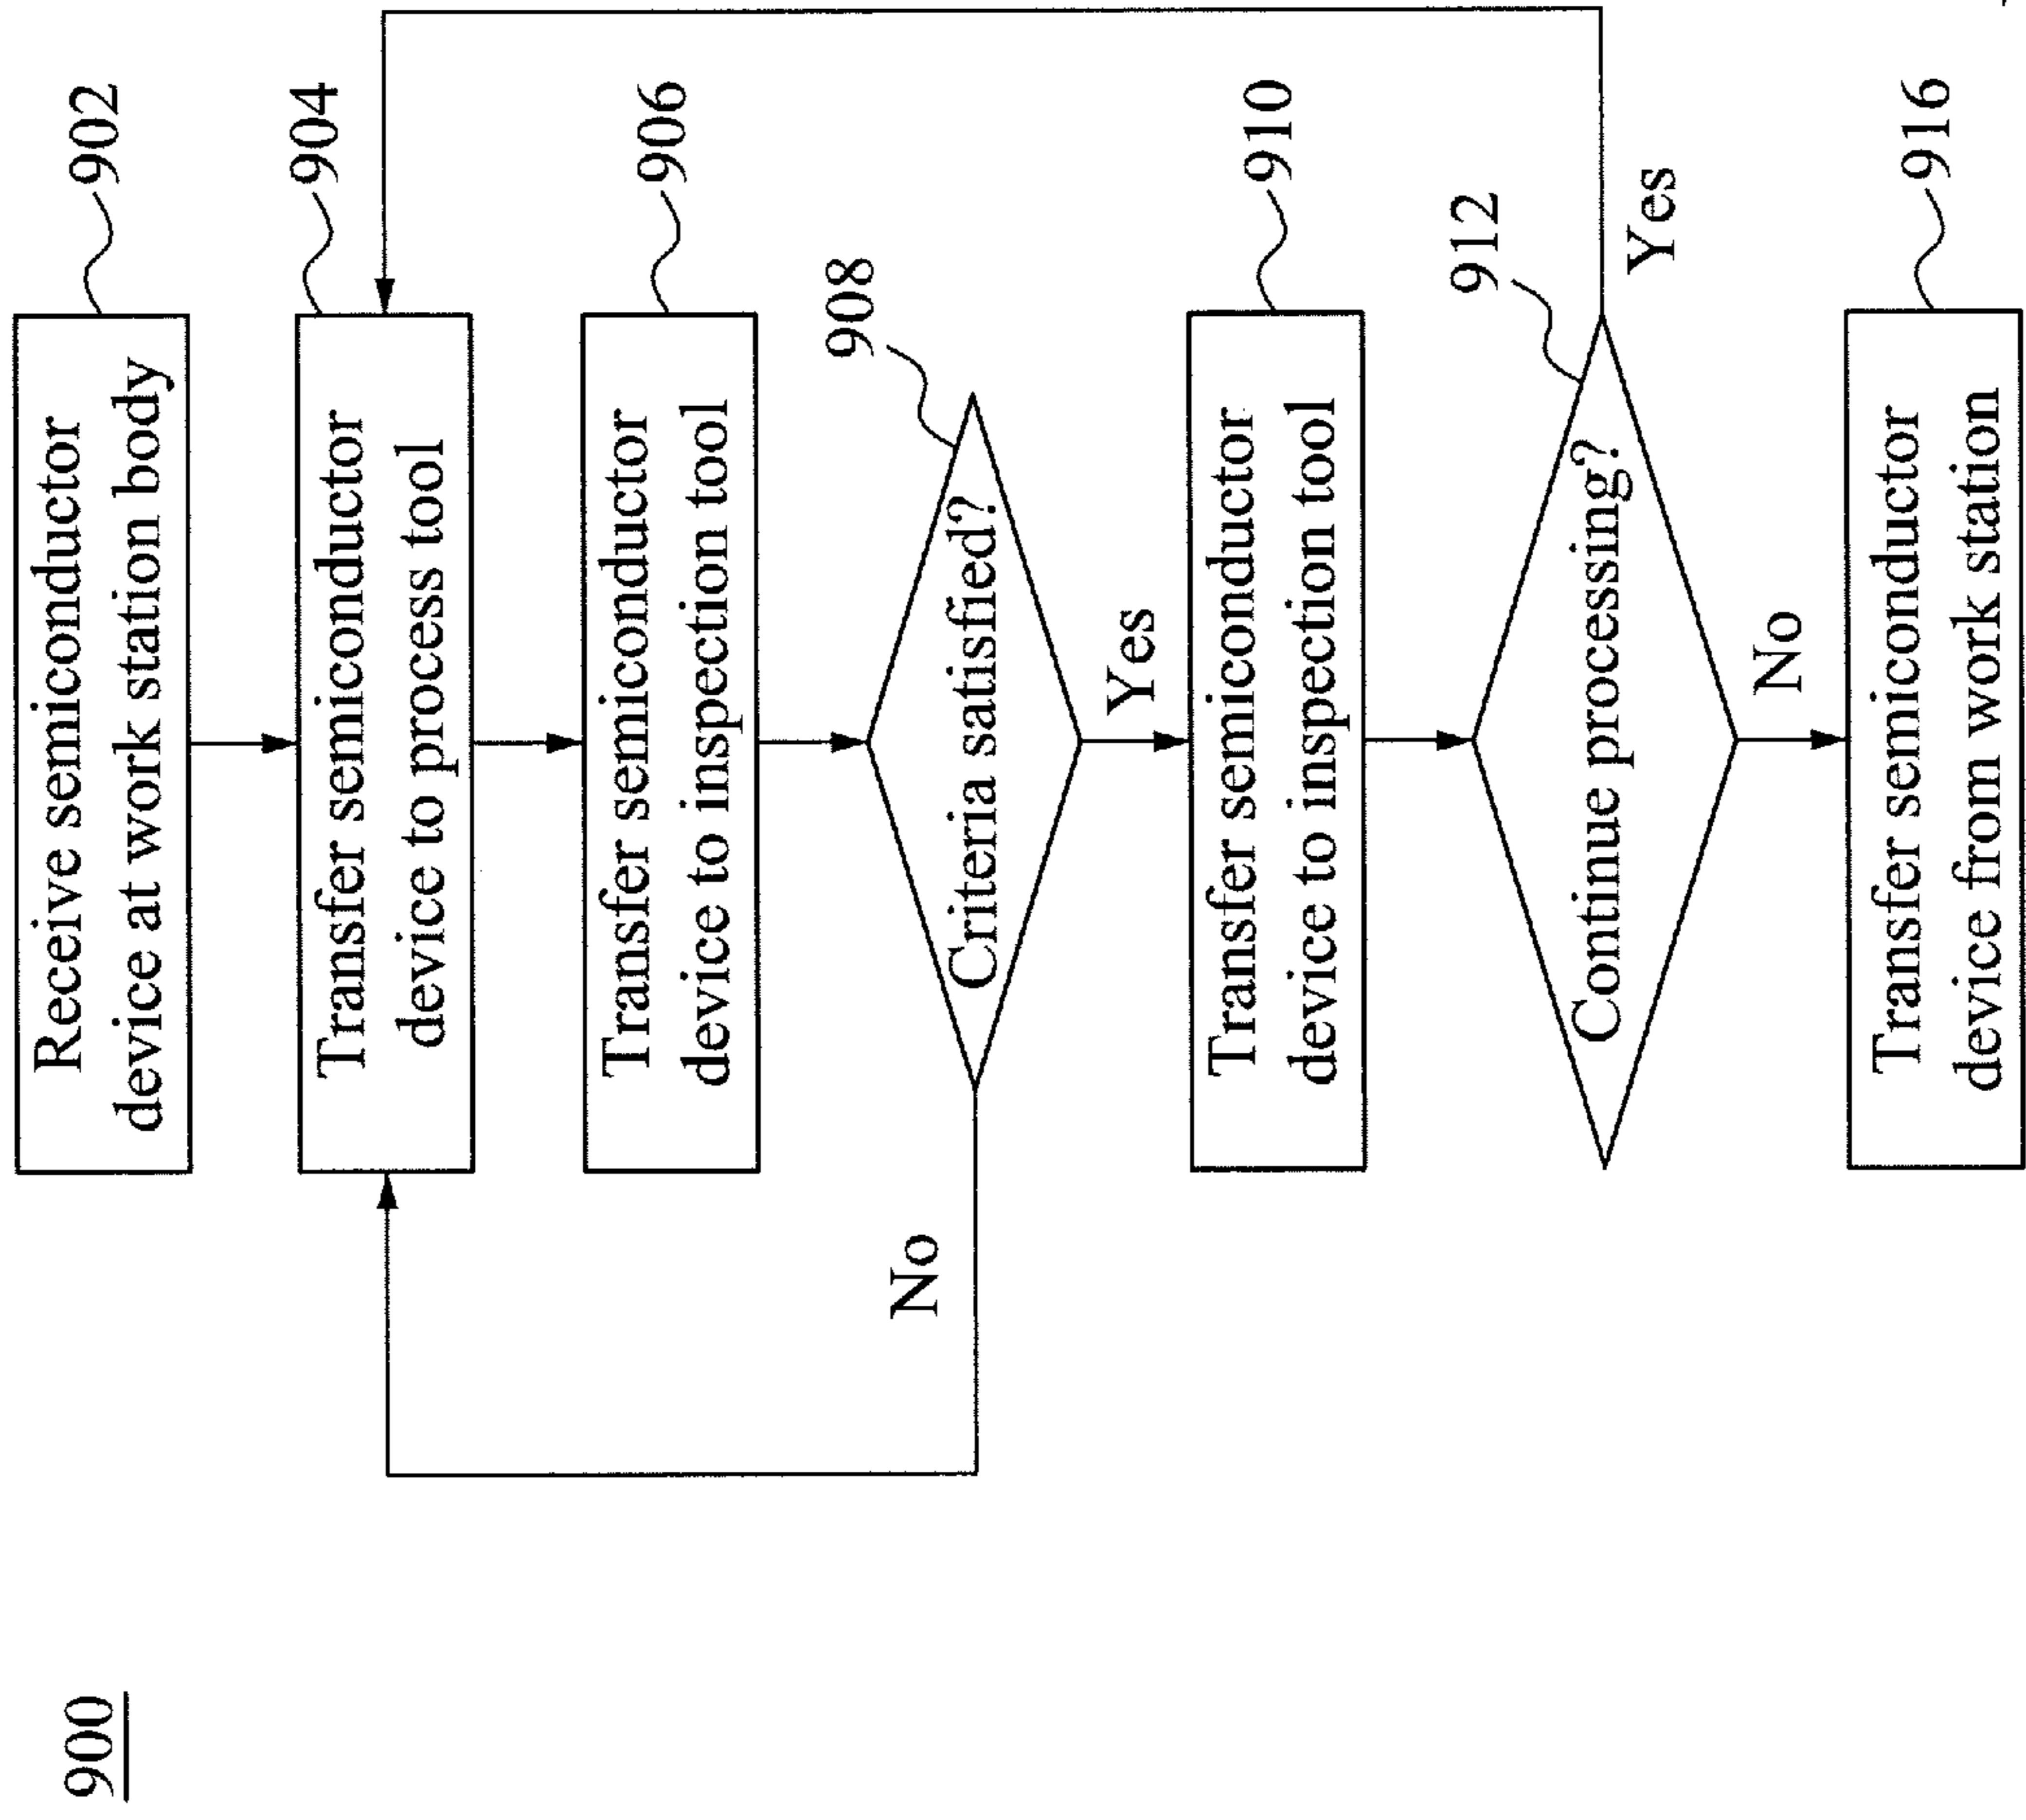 900
Receive semiconductor
device at work station body
902
Transfer semiconductor
device to process tool
904
Transfer semiconductor
device to inspection tool
906
Criteria satisfied?
908
No
Yes
Transfer semiconductor
device to inspection tool
910
Continue processing?
912
Yes
No
Transfer semiconductor
device from work station
916